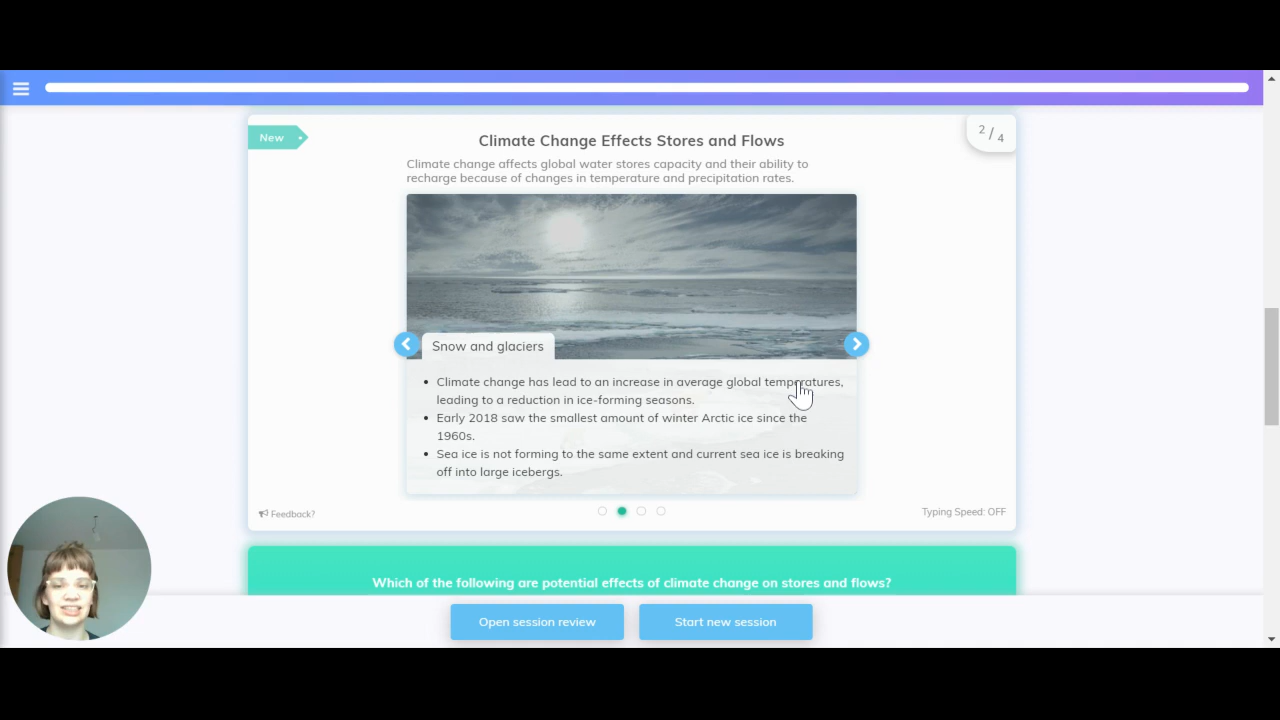 New
Climate Change Effects Stores and Flows
2 / 4
Climate change affects global water stores capacity and their ability to
recharge because of changes in temperature and precipitation rates.
Snow and glaciers
• Climate change has lead to an increase in average global temperatures,
leading to a reduction in ice-forming seasons.
• Early 2018 saw the smallest amount of winter Arctic ice since the
1960s.
• Sea ice is not forming to the same extent and current sea ice is breaking
off into large icebergs.
Feedback?
Typing Speed: OFF
Which of the following are potential effects of climate change on stores and flows?
Open session review
Start new session